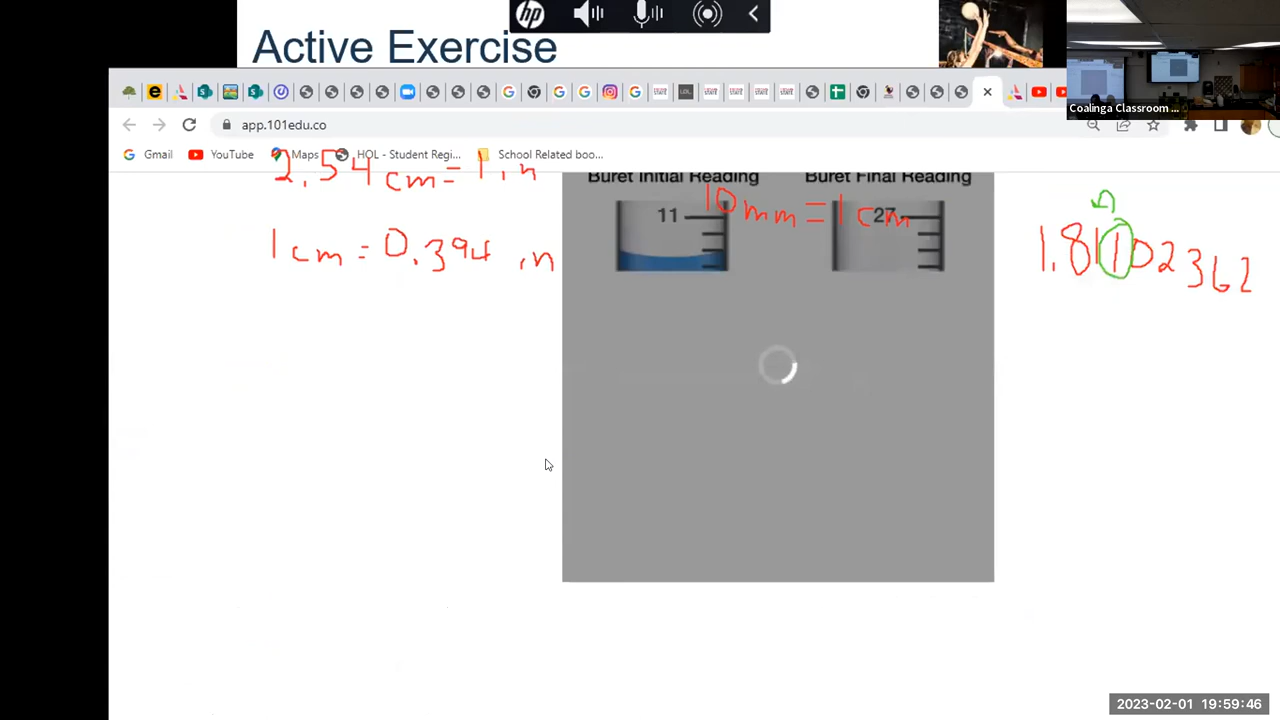 Active Exercise
hp
Coalinga Classroom ...
app.101edu.co
Gmail
YouTube
Maps
HOL - Student Regi...
School Related boo...
LOL
2.54 cm = 1 in
1 cm = 0.394 in
Buret Initial Reading
Buret Final Reading
11
27
10 mm = 1 cm
1.81102362
2023-02-01 19:59:46